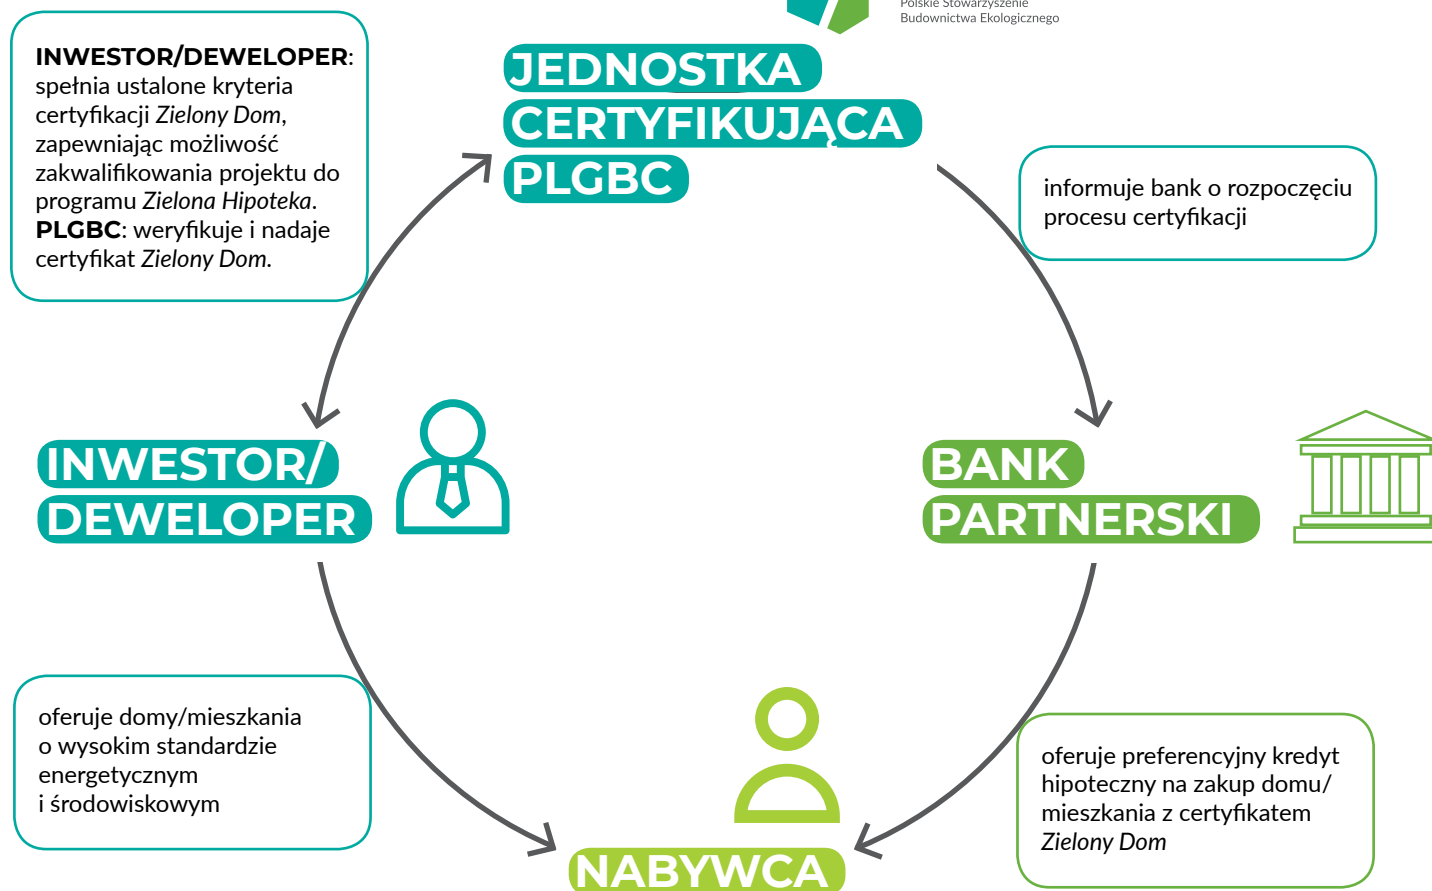 Polskie Stowarzyszenie
Budownictwa Ekologicznego
JEDNOSTKA
CERTYFIKUJĄCA
PLGBC
INWESTOR/DEWELOPER:
spełnia ustalone kryteria
certyfikacji Zielony Dom,
zapewniając możliwość
zakwalifikowania projektu do
programu Zielona Hipoteka.
PLGBC: weryfikuje i nadaje
certyfikat Zielony Dom.
informuje bank o rozpoczęciu
procesu certyfikacji
INWESTOR/
DEWELOPER
BANK
PARTNERSKI
oferuje domy/mieszkania
o wysokim standardzie
energetycznym
i środowiskowym
oferuje preferencyjny kredyt
hipoteczny na zakup domu/
mieszkania z certyfikatem
Zielony Dom
NABYWCA